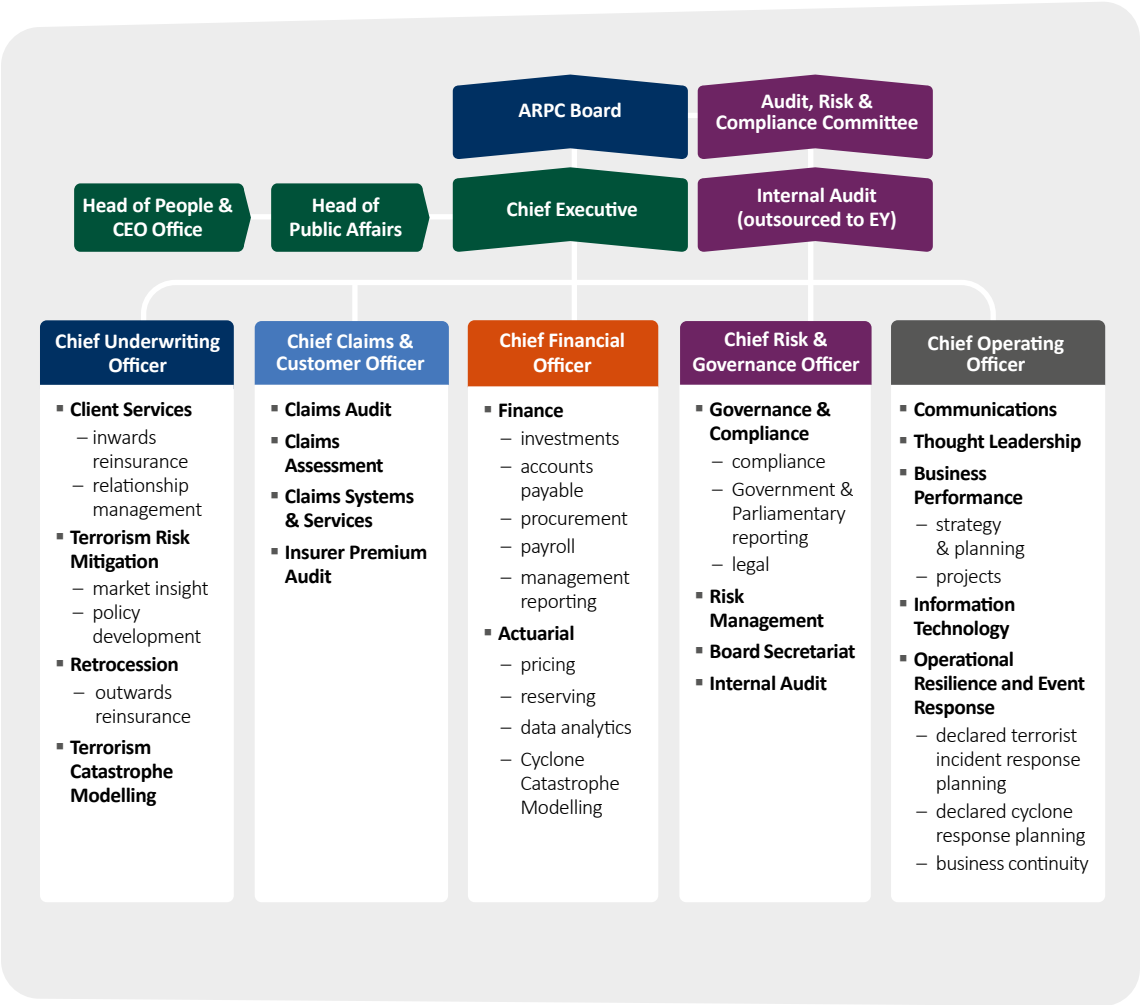 ARPC Board
Audit, Risk &
Compliance Committee
Head of People &
CEO Office
Head of
Public Affairs
Chief Executive
Internal Audit
(outsourced to EY)
Chief Underwriting
Officer
▪ Client Services
– inwards
reinsurance
– relationship
management
▪ Terrorism Risk
Mitigation
– market insight
– policy
development
▪ Retrocession
– outwards
reinsurance
▪ Terrorism
Catastrophe
Modelling
Chief Claims &
Customer Officer
▪ Claims Audit
▪ Claims
Assessment
▪ Claims Systems
& Services
▪ Insurer Premium
Audit
Chief Financial
Officer
▪ Finance
– investments
– accounts
payable
– procurement
– payroll
– management
reporting
▪ Actuarial
– pricing
– reserving
– data analytics
– Cyclone
Catastrophe
Modelling
Chief Risk &
Governance Officer
▪ Governance &
Compliance
– compliance
– Government &
Parliamentary
reporting
– legal
▪ Risk
Management
▪ Board Secretariat
▪ Internal Audit
Chief Operating
Officer
▪ Communications
▪ Thought Leadership
▪ Business
Performance
– strategy
& planning
– projects
▪ Information
Technology
▪ Operational
Resilience and Event
Response
– declared terrorist
incident response
planning
– declared cyclone
response planning
– business continuity